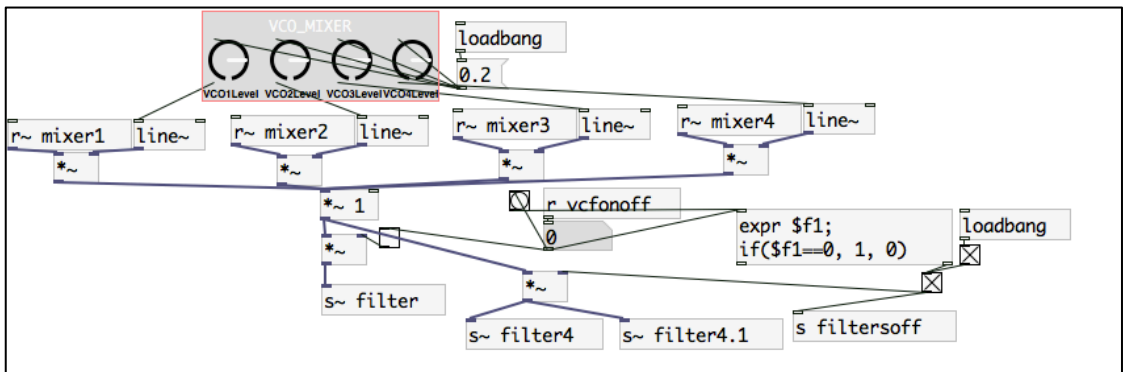 VCO_MIXER
loadbang
0.2
VCO1Level VCO2Level VCO3Level VCO4Level
r~ mixer1
line~
r~ mixer2
line~
r~ mixer3
line~
r~ mixer4
line~
*~
*~
*~
*~
*~ 1
r vcfonoff
0
expr $f1;
if($f1==0, 1, 0)
loadbang
*~
*~
s~ filter
s~ filter4
s~ filter4.1
s filtersoff